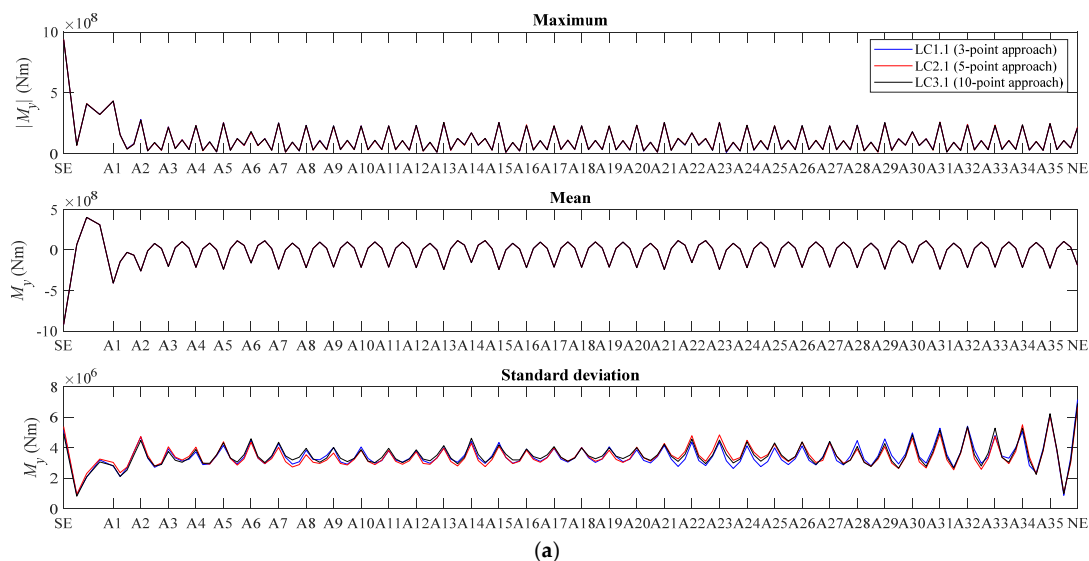 Maximum
×10^8
10
5
0
|M_y| (Nm)
LC1.1 (3-point approach)
LC2.1 (5-point approach)
LC3.1 (10-point approach)
SE A1 A2 A3 A4 A5 A6 A7 A8 A9 A10 A11 A12 A13 A14 A15 A16 A17 A18 A19 A20 A21 A22 A23 A24 A25 A26 A27 A28 A29 A30 A31 A32 A33 A34 A35 NE
Mean
×10^8
5
0
-5
-10
M_y (Nm)
SE A1 A2 A3 A4 A5 A6 A7 A8 A9 A10 A11 A12 A13 A14 A15 A16 A17 A18 A19 A20 A21 A22 A23 A24 A25 A26 A27 A28 A29 A30 A31 A32 A33 A34 A35 NE
Standard deviation
×10^6
8
6
4
2
0
M_y (Nm)
SE A1 A2 A3 A4 A5 A6 A7 A8 A9 A10 A11 A12 A13 A14 A15 A16 A17 A18 A19 A20 A21 A22 A23 A24 A25 A26 A27 A28 A29 A30 A31 A32 A33 A34 A35 NE
(a)